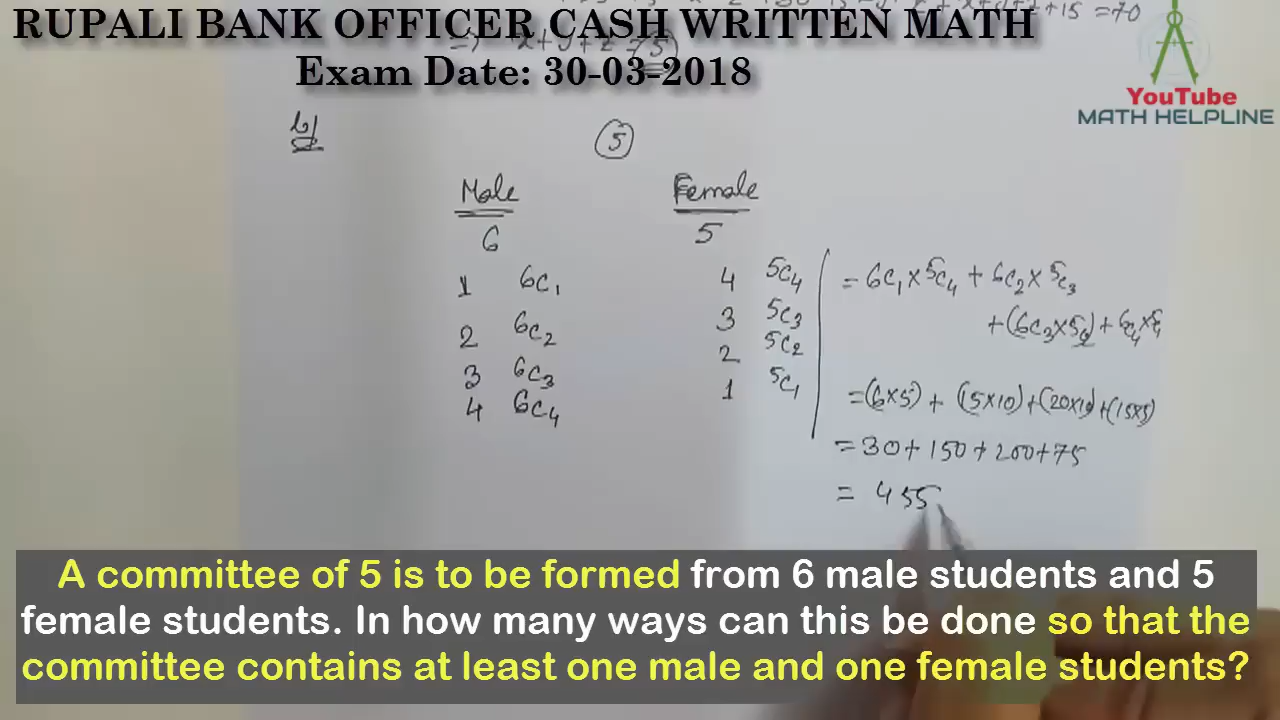 RUPALI BANK OFFICER CASH WRITTEN MATH
Exam Date: 30-03-2018
YouTube
MATH HELPLINE
+15 =70
b)
5
Male Female
6 5
1 6C₁ 4 5C₄
2 6C₂ 3 5C₃
3 6C₃ 2 5C₂
4 6C₄ 1 5C₁
= 6C₁ × 5C₄ + 6C₂ × 5C₃
+ (6C₃ × 5C₂) +
= (6×5) + (15×10) + (20×10) + (15×5)
= 30 + 150 + 200 + 75
= 455
A committee of 5 is to be formed from 6 male students and 5
female students. In how many ways can this be done so that the
committee contains at least one male and one female students?